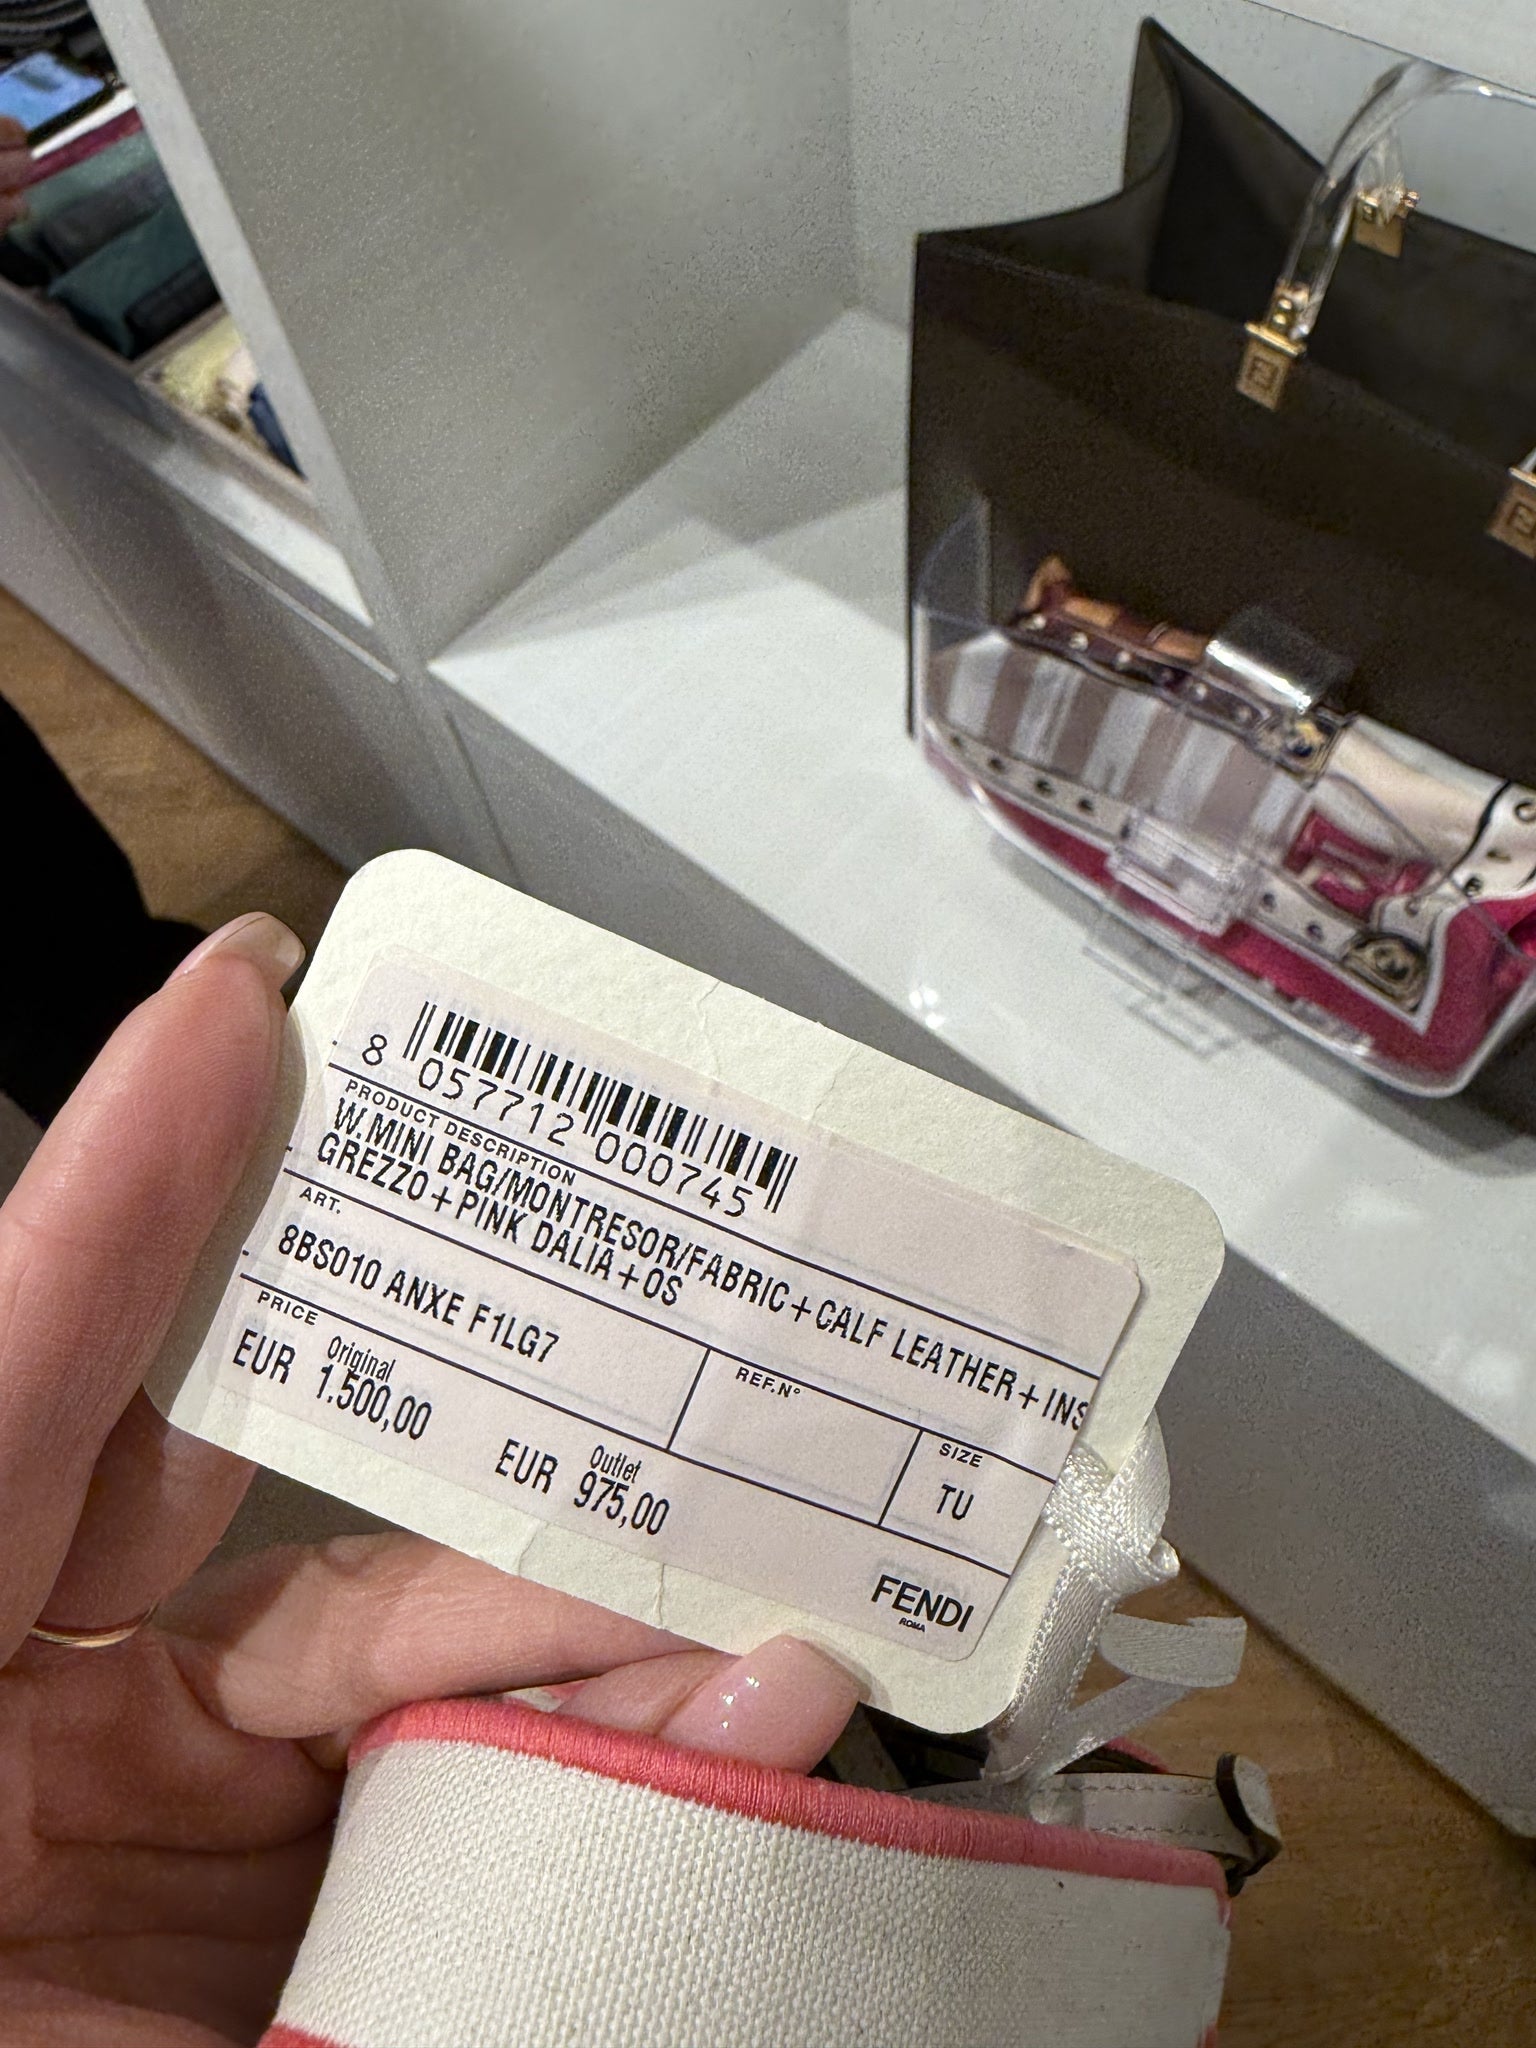 8 057712 000745
PRODUCT DESCRIPTION
W.MINI BAG/MONTRESOR/FABRIC+CALF LEATHER+INS
GREZZO+PINK DALIA+OS
ART.
8BS010 ANXE F1LG7
REF.N°
SIZE
TU
PRICE
Original
EUR 1.500,00
Outlet
EUR 975,00
FENDI
ROMA